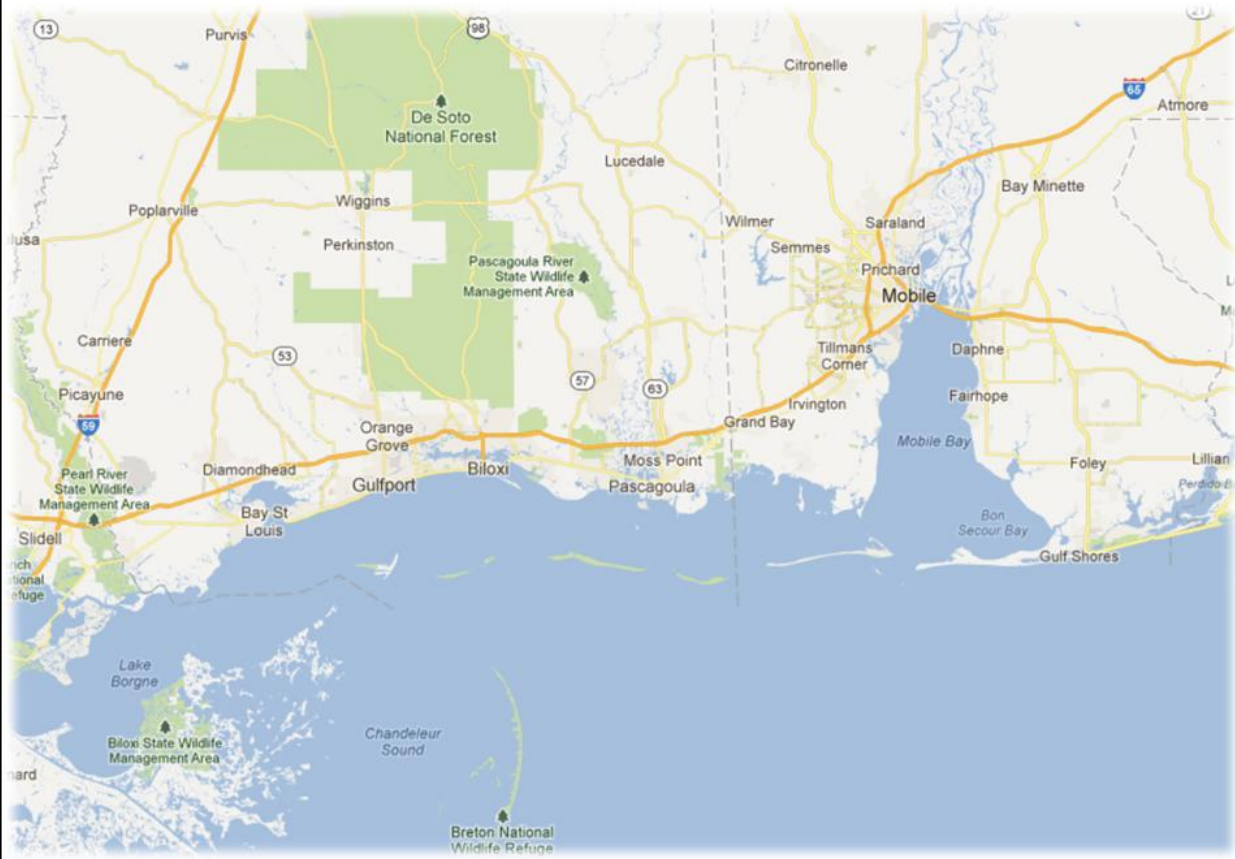 13
Purvis
98
21
Citronelle
65
Atmore
De Soto
National Forest
Lucedale
Bay Minette
Poplarville
Wiggins
Wilmer
Saraland
Perkinston
Semmes
Pascagoula River
State Wildlife
Management Area
Prichard
Mobile
Carriere
53
Tillmans
Corner
Daphne
57
63
Picayune
Irvington
Fairhope
59
Orange
Grove
Grand Bay
Mobile Bay
Pearl River
State Wildlife
Management Area
Diamondhead
Biloxi
Moss Point
Foley
Lillian
Gulfport
Pascagoula
Perdido
Bay St
Louis
Bon
Secour Bay
Slidell
Gulf Shores
Lake
Borgne
Biloxi State Wildlife
Management Area
Chandeleur
Sound
Breton National
Wildlife Refuge